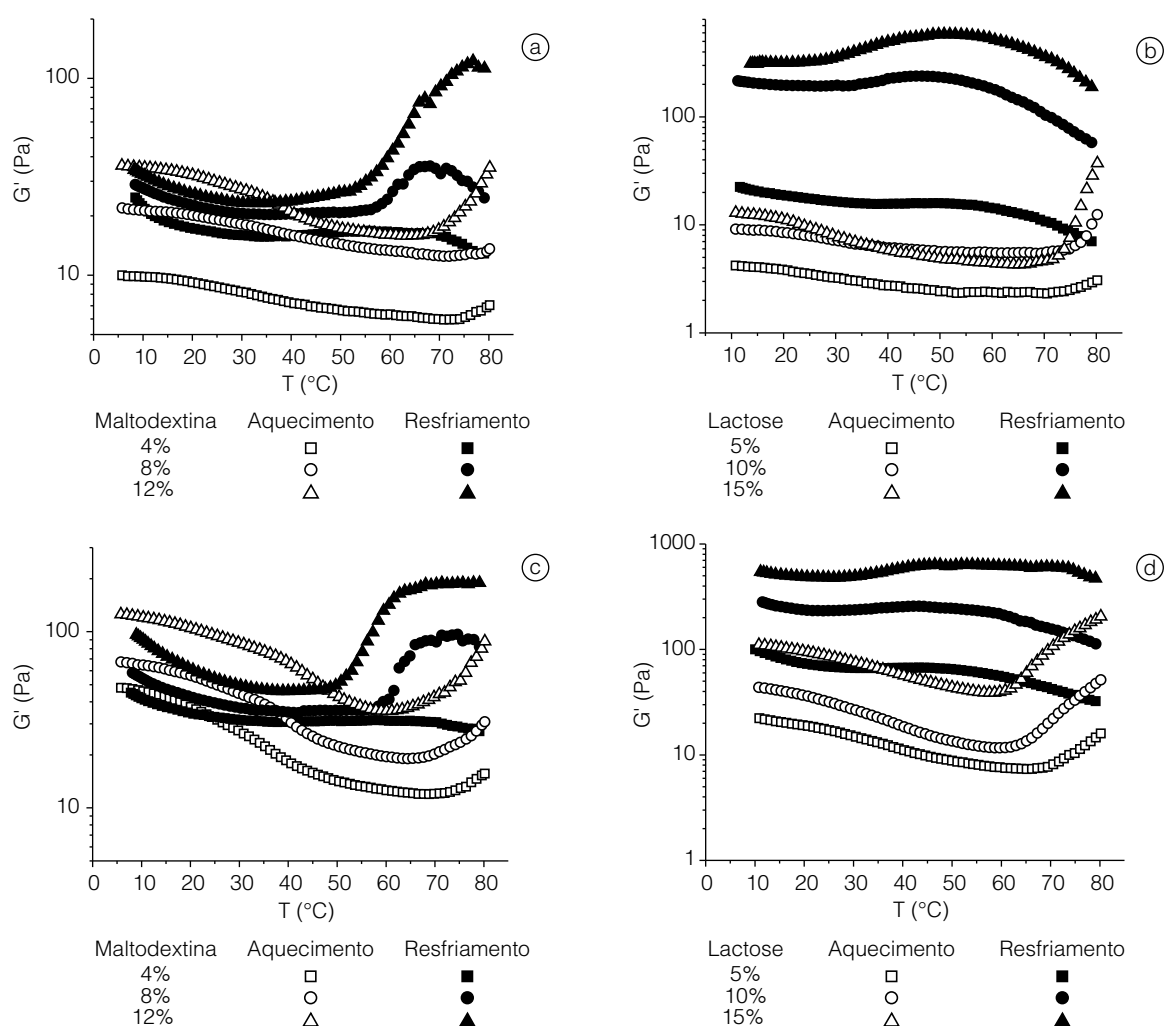 a
100
10
G' (Pa)
0 10 20 30 40 50 60 70 80
T (°C)
Maltodextina Aquecimento Resfriamento
4%
8%
12%
b
100
10
1
G' (Pa)
0 10 20 30 40 50 60 70 80
T (°C)
Lactose Aquecimento Resfriamento
5%
10%
15%
c
100
10
G' (Pa)
0 10 20 30 40 50 60 70 80
T (°C)
Maltodextina Aquecimento Resfriamento
4%
8%
12%
d
1000
100
10
1
G' (Pa)
0 10 20 30 40 50 60 70 80
T (°C)
Lactose Aquecimento Resfriamento
5%
10%
15%